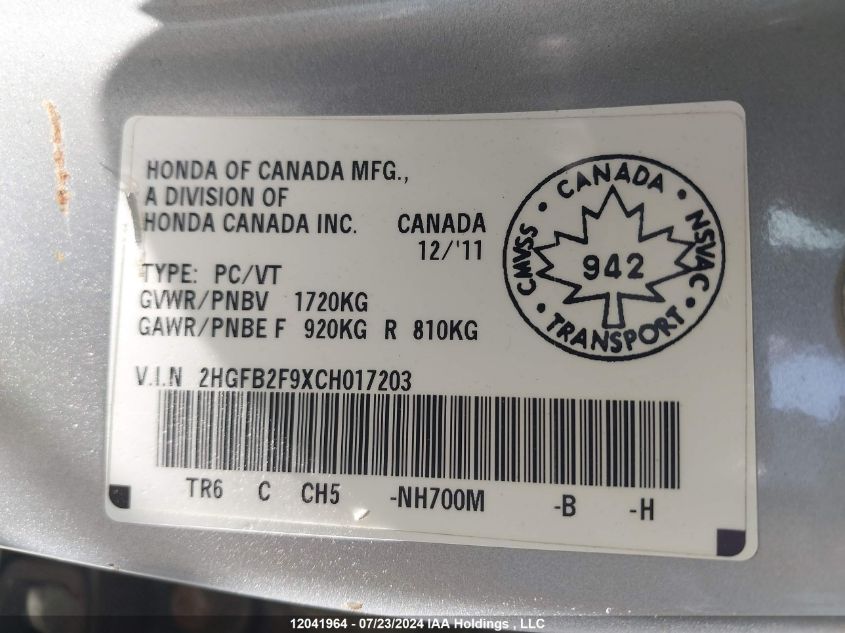 HONDA OF CANADA MFG.,
A DIVISION OF
HONDA CANADA INC. CANADA
12/'11
TYPE: PC/VT
GVWR/PNBV 1720KG
GAWR/PNBE F 920KG R 810KG
V.I.N 2HGFB2F9XCH017203
TR6 C CH5 -NH700M -B -H
CMVSS · CANADA · NSVAC · TRANSPORT ·
942
12041964 - 07/23/2024 IAA Holdings , LLC